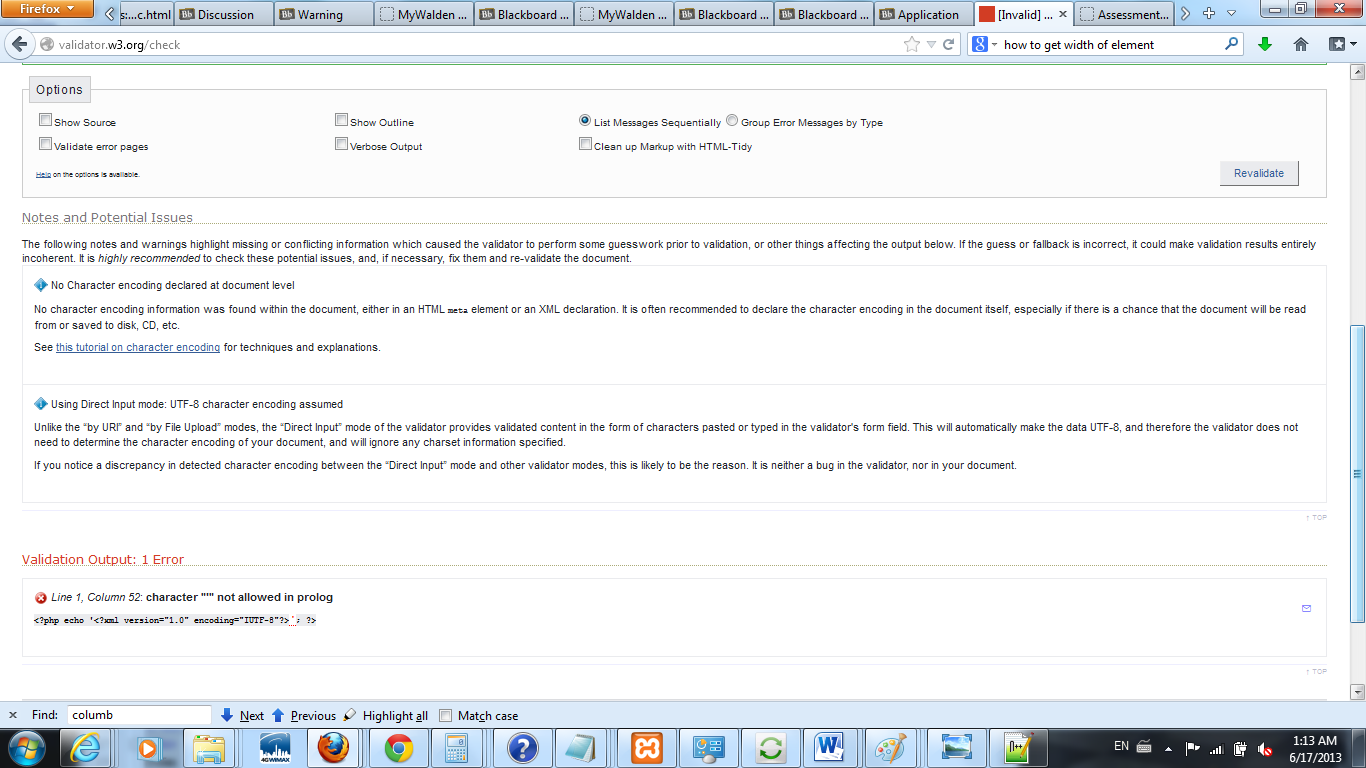 Firefox
s:...c.html
Bb Discussion
Bb Warning
MyWalden ...
Bb Blackboard ...
MyWalden ...
Bb Blackboard ...
Bb Blackboard ...
Bb Application
[Invalid] ...
Assessment...
validator.w3.org/check
how to get width of element
Options
Show Source
Show Outline
List Messages Sequentially
Group Error Messages by Type
Validate error pages
Verbose Output
Clean up Markup with HTML-Tidy
Help on the options is available.
Revalidate
Notes and Potential Issues
The following notes and warnings highlight missing or conflicting information which caused the validator to perform some guesswork prior to validation, or other things affecting the output below. If the guess or fallback is incorrect, it could make validation results entirely
incoherent. It is highly recommended to check these potential issues, and, if necessary, fix them and re-validate the document.
No Character encoding declared at document level
No character encoding information was found within the document, either in an HTML meta element or an XML declaration. It is often recommended to declare the character encoding in the document itself, especially if there is a chance that the document will be read
from or saved to disk, CD, etc.
See this tutorial on character encoding for techniques and explanations.
Using Direct Input mode: UTF-8 character encoding assumed
Unlike the “by URI” and “by File Upload” modes, the “Direct Input” mode of the validator provides validated content in the form of characters pasted or typed in the validator's form field. This will automatically make the data UTF-8, and therefore the validator does not
need to determine the character encoding of your document, and will ignore any charset information specified.
If you notice a discrepancy in detected character encoding between the “Direct Input” mode and other validator modes, this is likely to be the reason. It is neither a bug in the validator, nor in your document.
↑ TOP
Validation Output: 1 Error
Line 1, Column 52: character "'" not allowed in prolog
<?php echo '<?xml version="1.0" encoding="IUTF-8"?>'; ?>
↑ TOP
× Find: columb
Next
Previous
Highlight all
Match case
4GWIMAX
EN
1:13 AM
6/17/2013